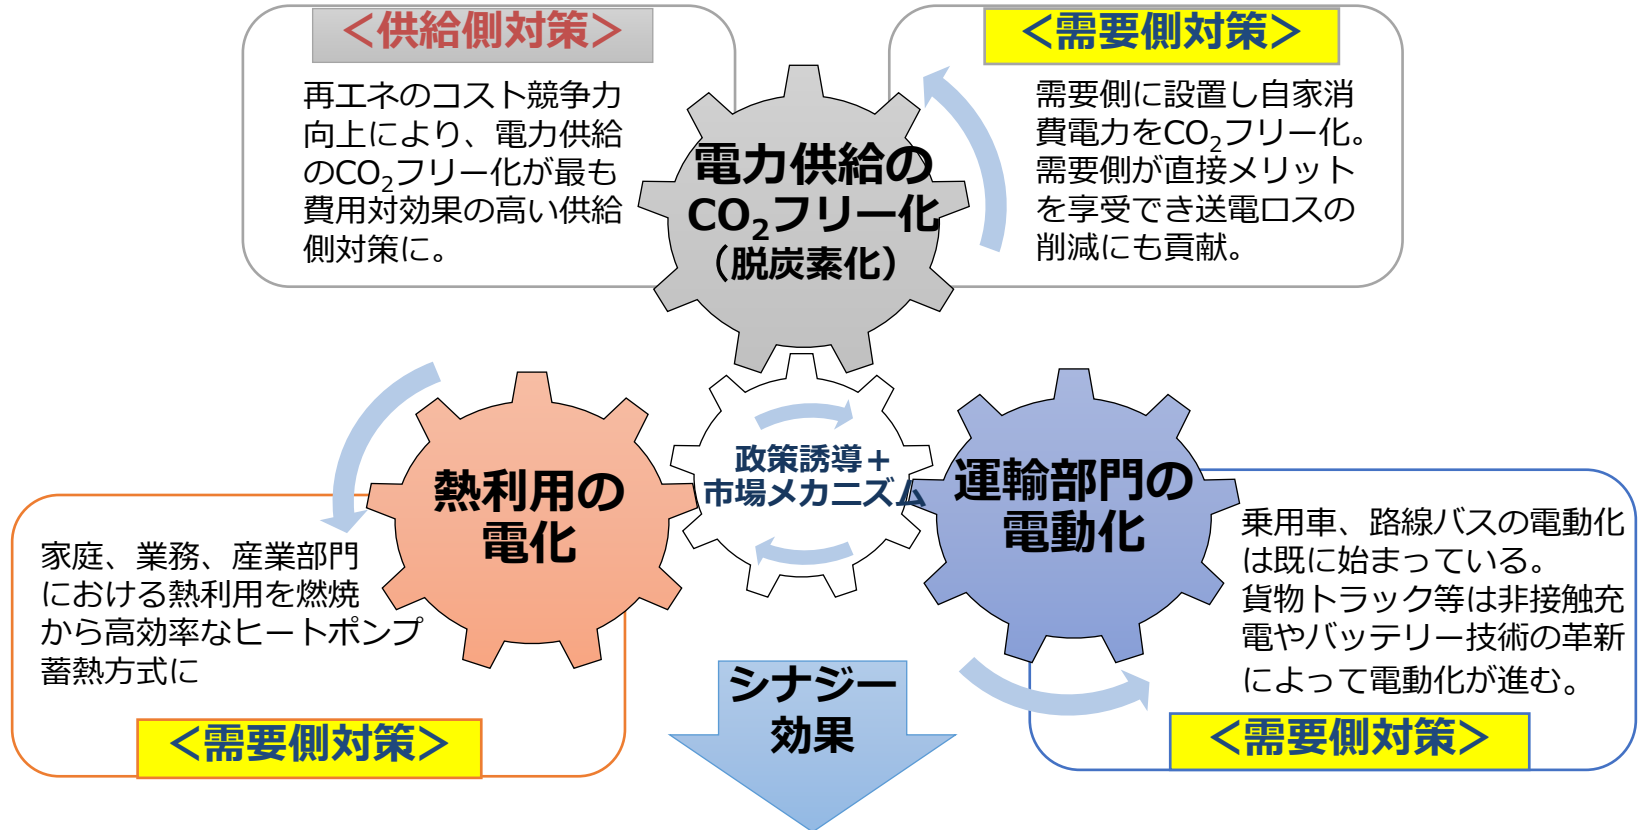 ＜供給側対策＞
再エネのコスト競争力
向上により、電力供給
のCO₂フリー化が最も
費用対効果の高い供給
側対策に。
＜需要側対策＞
需要側に設置し自家消
費電力をCO₂フリー化。
需要側が直接メリット
を享受でき送電ロスの
削減にも貢献。
電力供給の
CO₂フリー化
（脱炭素化）
政策誘導＋
市場メカニズム
熱利用の
電化
家庭、業務、産業部門
における熱利用を燃焼
から高効率なヒートポンプ
蓄熱方式に
＜需要側対策＞
運輸部門の
電動化
乗用車、路線バスの電動化
は既に始まっている。
貨物トラック等は非接触充
電やバッテリー技術の革新
によって電動化が進む。
＜需要側対策＞
シナジー
効果